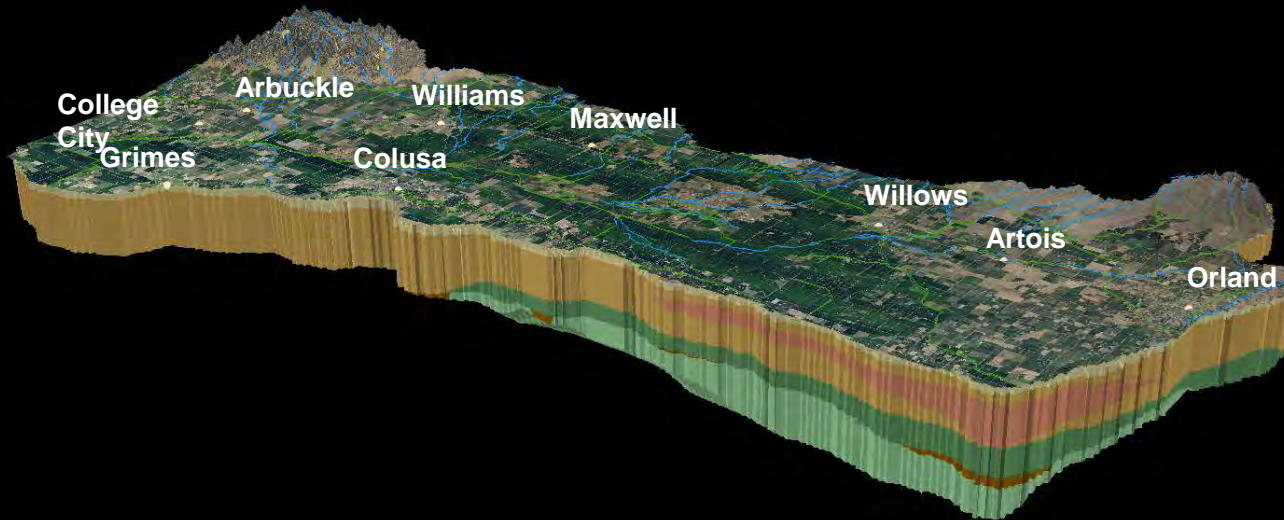 Arbuckle
Williams
College
City
Maxwell
Grimes
Colusa
Willows
Artois
Orland